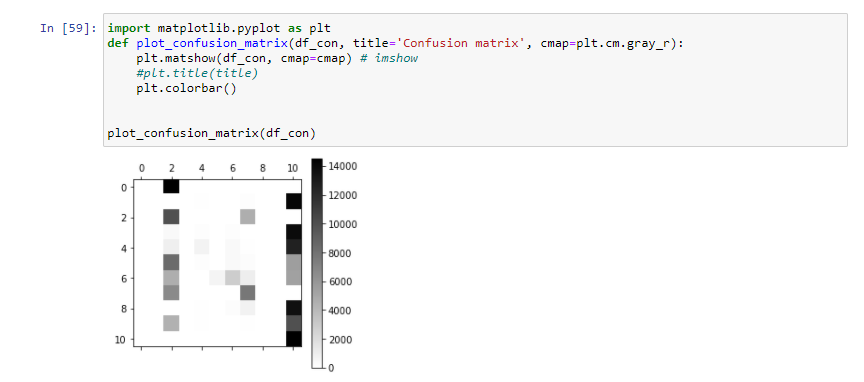 In [59]: import matplotlib.pyplot as plt
def plot_confusion_matrix(df_con, title='Confusion matrix', cmap=plt.cm.gray_r):
    plt.matshow(df_con, cmap=cmap) # imshow
    #plt.title(title)
    plt.colorbar()
plot_confusion_matrix(df_con)
0 2 4 6 8 10
0
2
4
6
8
10
14000
12000
10000
8000
6000
4000
2000
0